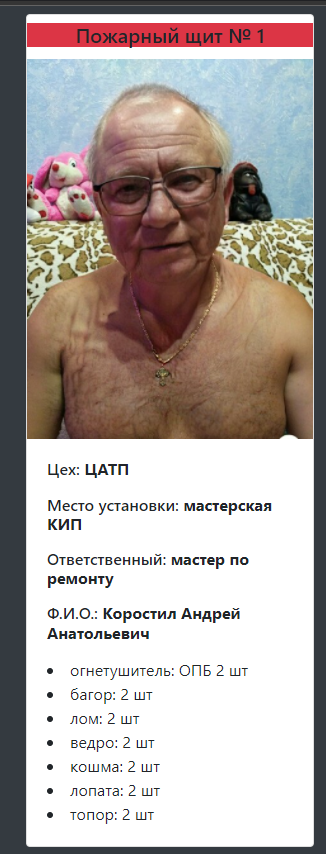 Пожарный щит № 1
Цех: ЦАТП
Место установки: мастерская
КИП
Ответственный: мастер по
ремонту
Ф.И.О.: Коростил Андрей
Анатольевич
• огнетушитель: ОПБ 2 шт
• багор: 2 шт
• лом: 2 шт
• ведро: 2 шт
• кошма: 2 шт
• лопата: 2 шт
• топор: 2 шт